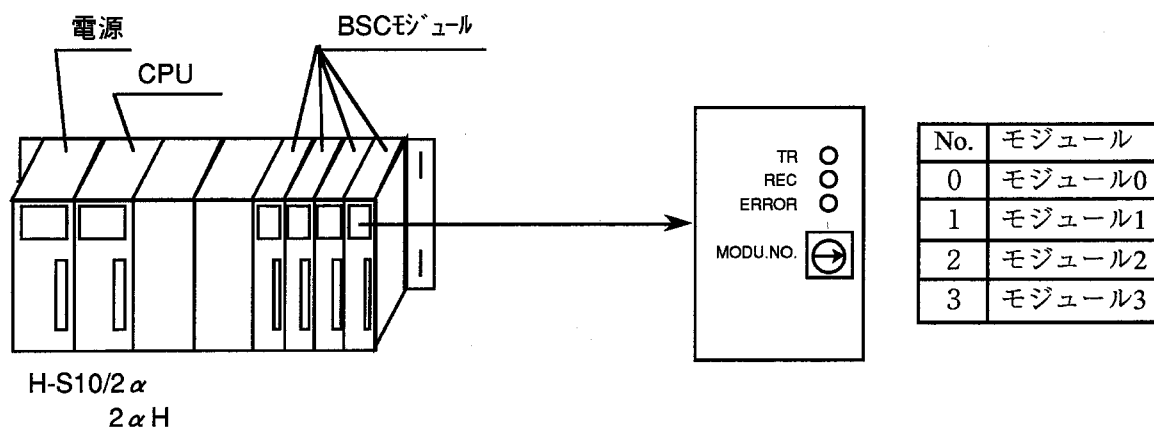 電源
BSCモジュール
CPU
H-S10/2α
2αH
TR
REC
ERROR
MODU.NO.
No. モジュール
0 モジュール0
1 モジュール1
2 モジュール2
3 モジュール3